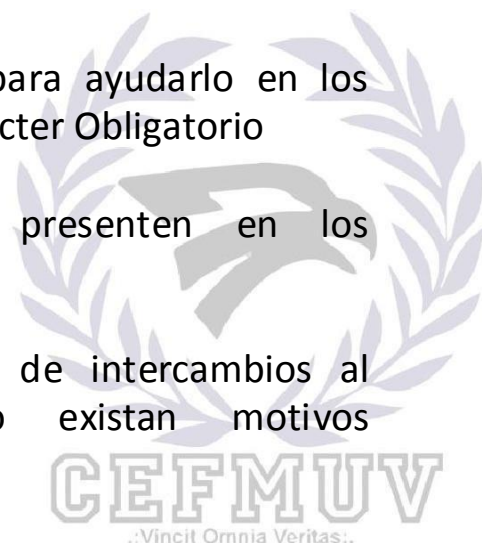 para ayudarlo en los
cter Obligatorio
presenten en los
de intercambios al
o existan motivos
CEFMUV
.:Vincit Omnia Veritas:.